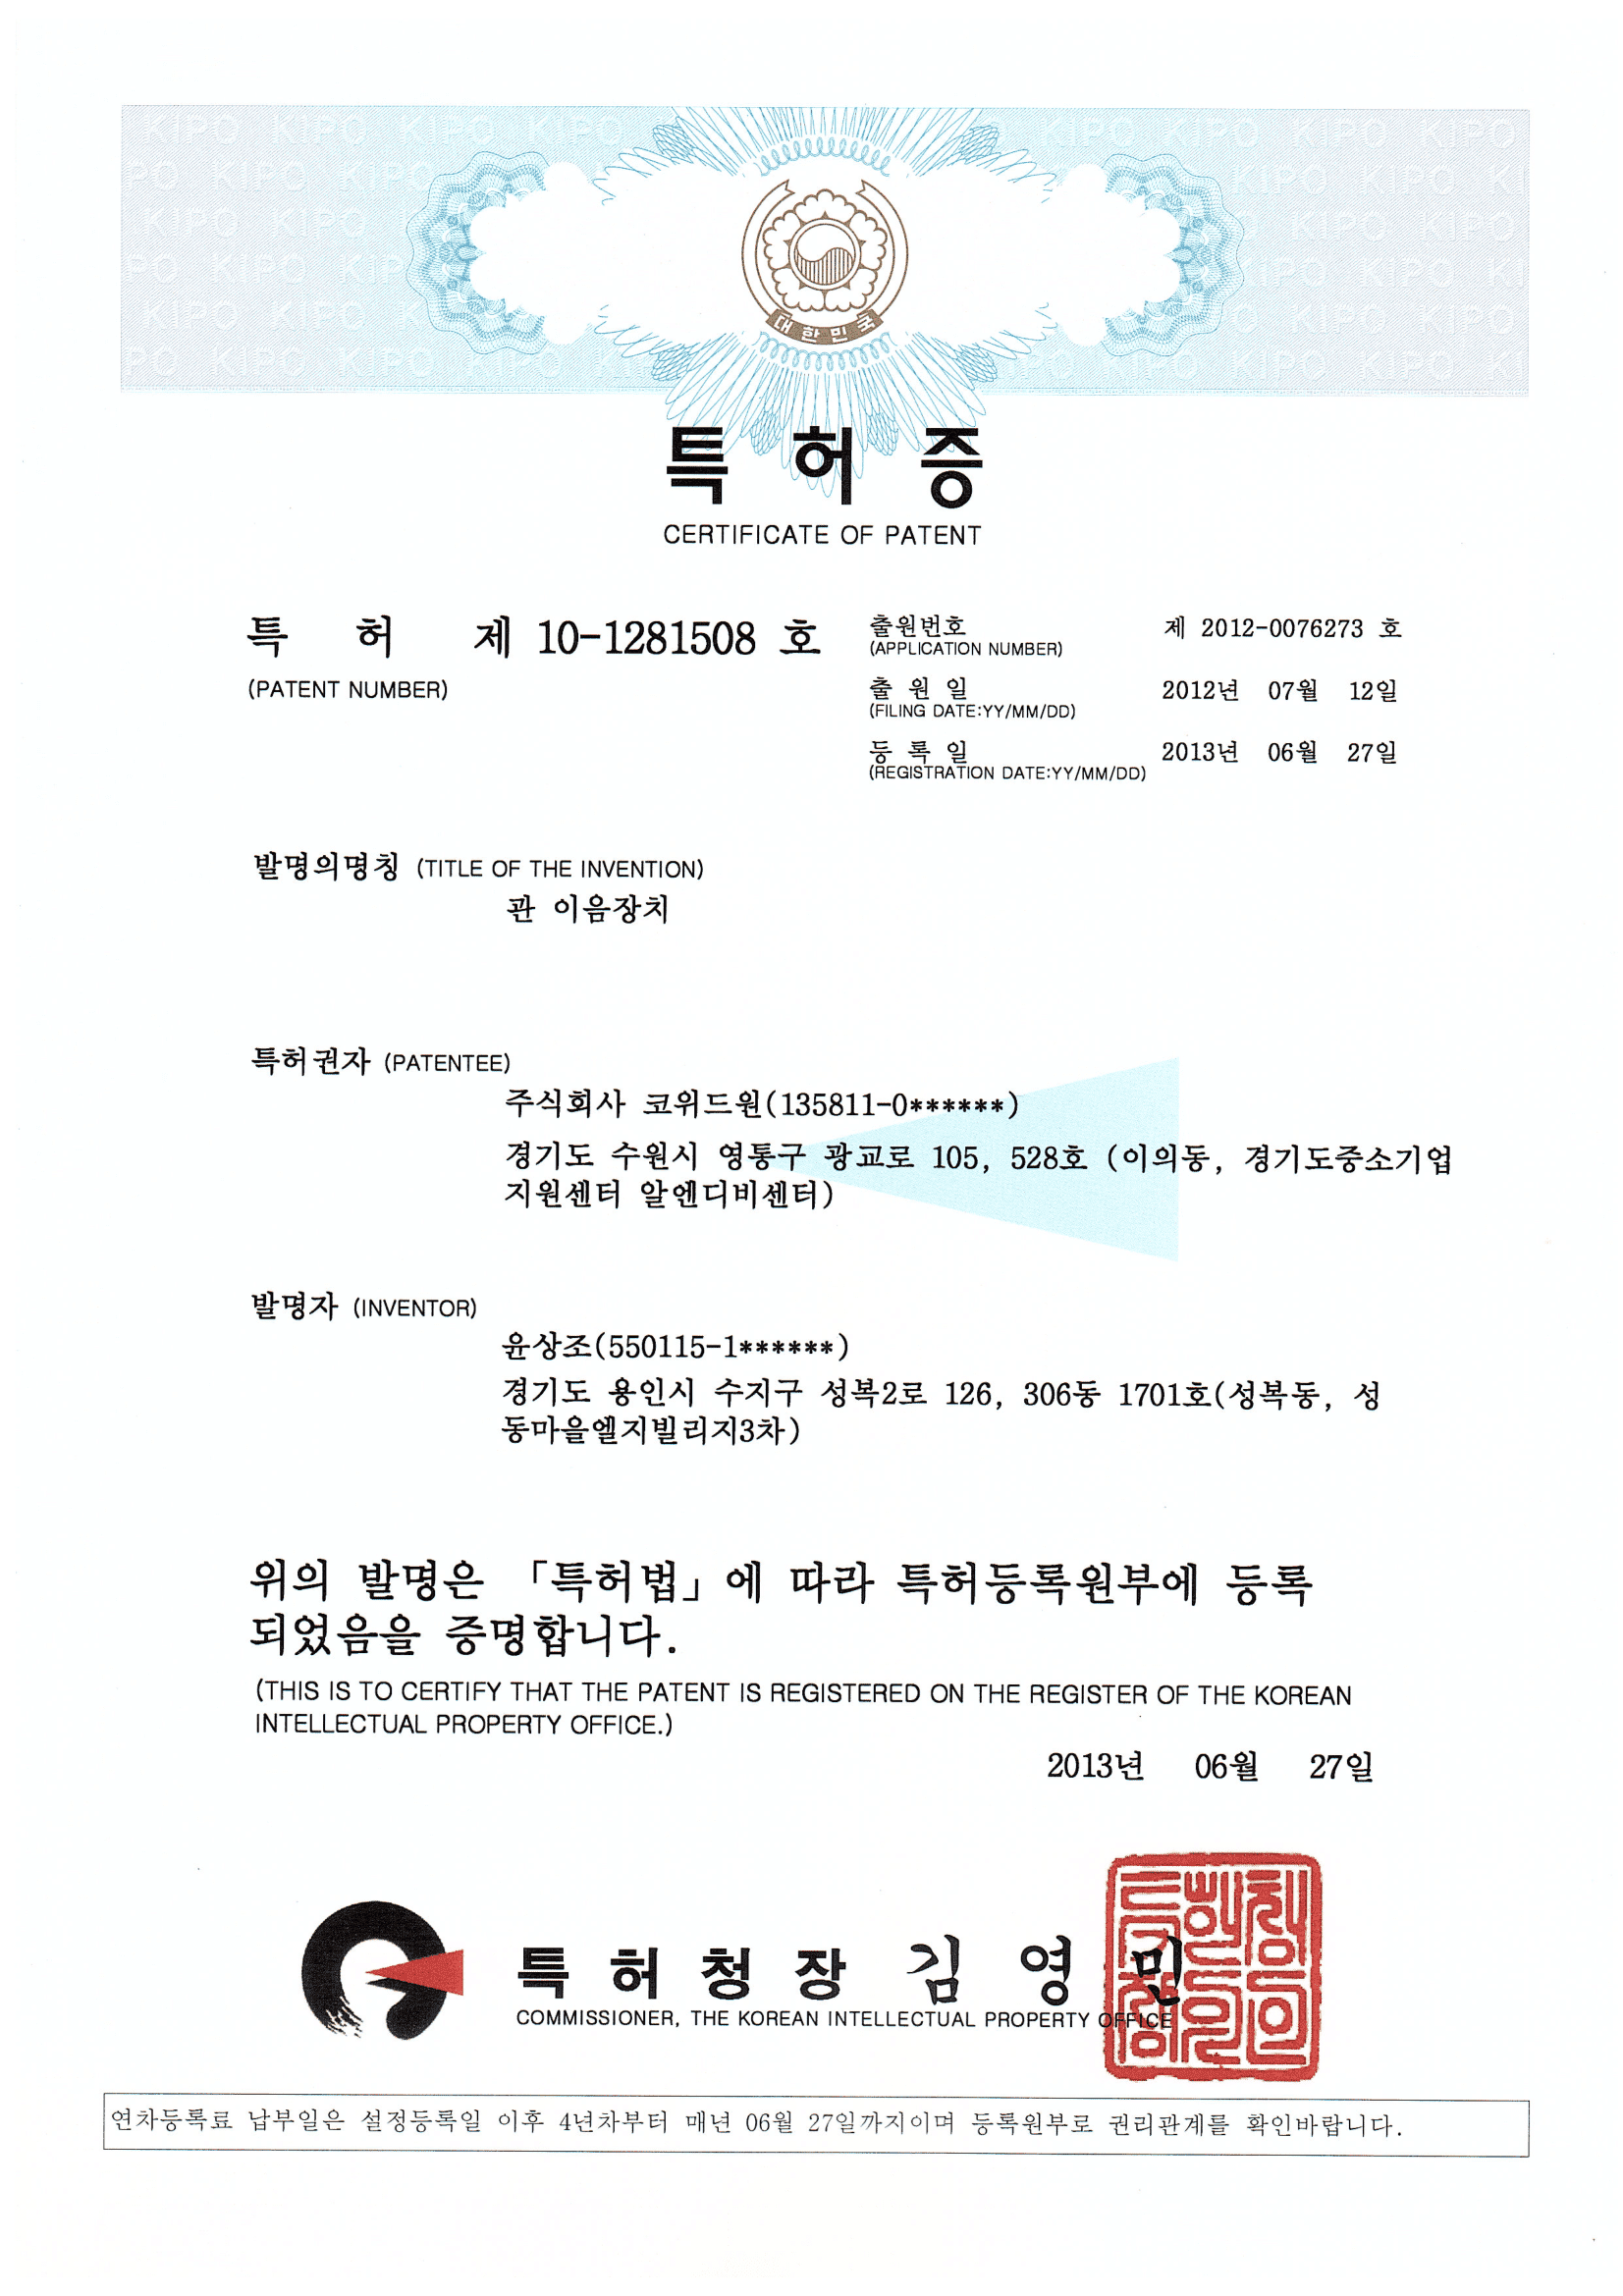 대한민국
특 허 증
CERTIFICATE OF PATENT
특 허 제 10-1281508 호
(PATENT NUMBER)
출원번호 제 2012-0076273 호
(APPLICATION NUMBER)
출 원 일 2012년 07월 12일
(FILING DATE:YY/MM/DD)
등 록 일 2013년 06월 27일
(REGISTRATION DATE:YY/MM/DD)
발명의명칭 (TITLE OF THE INVENTION)
관 이음장치
특허권자 (PATENTEE)
주식회사 코위드원(135811-0******)
경기도 수원시 영통구 광교로 105, 528호 (이의동, 경기도중소기업
지원센터 알엔디비센터)
발명자 (INVENTOR)
윤상조(550115-1******)
경기도 용인시 수지구 성복2로 126, 306동 1701호(성복동, 성
동마을엘지빌리지3차)
위의 발명은 「특허법」에 따라 특허등록원부에 등록
되었음을 증명합니다.
(THIS IS TO CERTIFY THAT THE PATENT IS REGISTERED ON THE REGISTER OF THE KOREAN
INTELLECTUAL PROPERTY OFFICE.)
2013년 06월 27일
특 허 청 장 김 영 민
COMMISSIONER, THE KOREAN INTELLECTUAL PROPERTY OFFICE
연차등록료 납부일은 설정등록일 이후 4년차부터 매년 06월 27일까지이며 등록원부로 권리관계를 확인바랍니다.